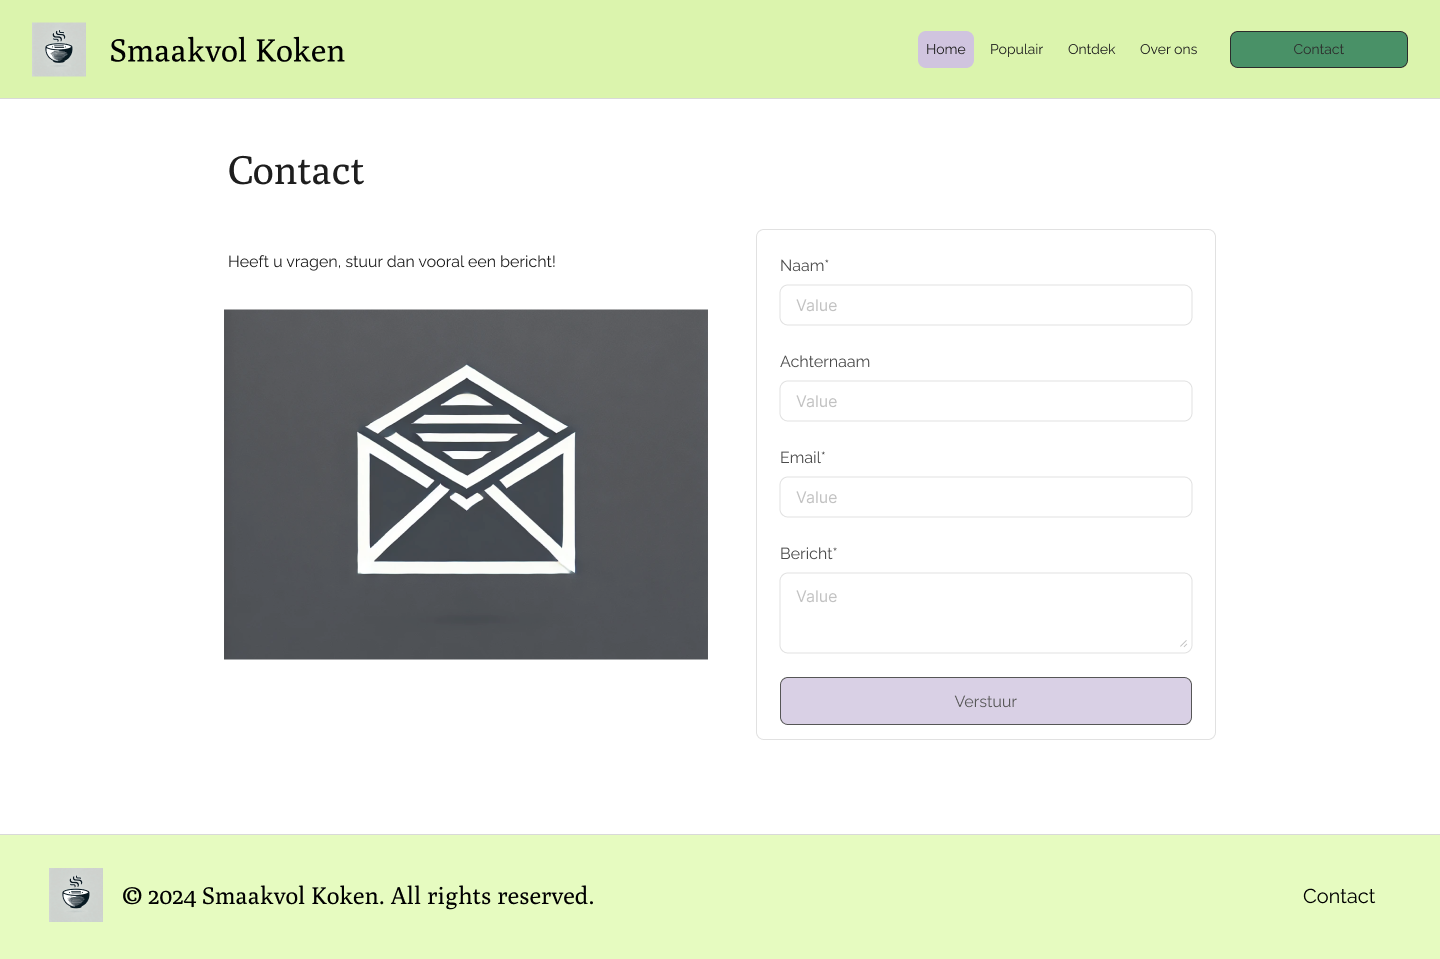 Smaakvol Koken
Home
Populair
Ontdek
Over ons
Contact
Contact
Heeft u vragen, stuur dan vooral een bericht!
Naam*
Value
Achternaam
Value
Email*
Value
Bericht*
Value
Verstuur
© 2024 Smaakvol Koken. All rights reserved.
Contact